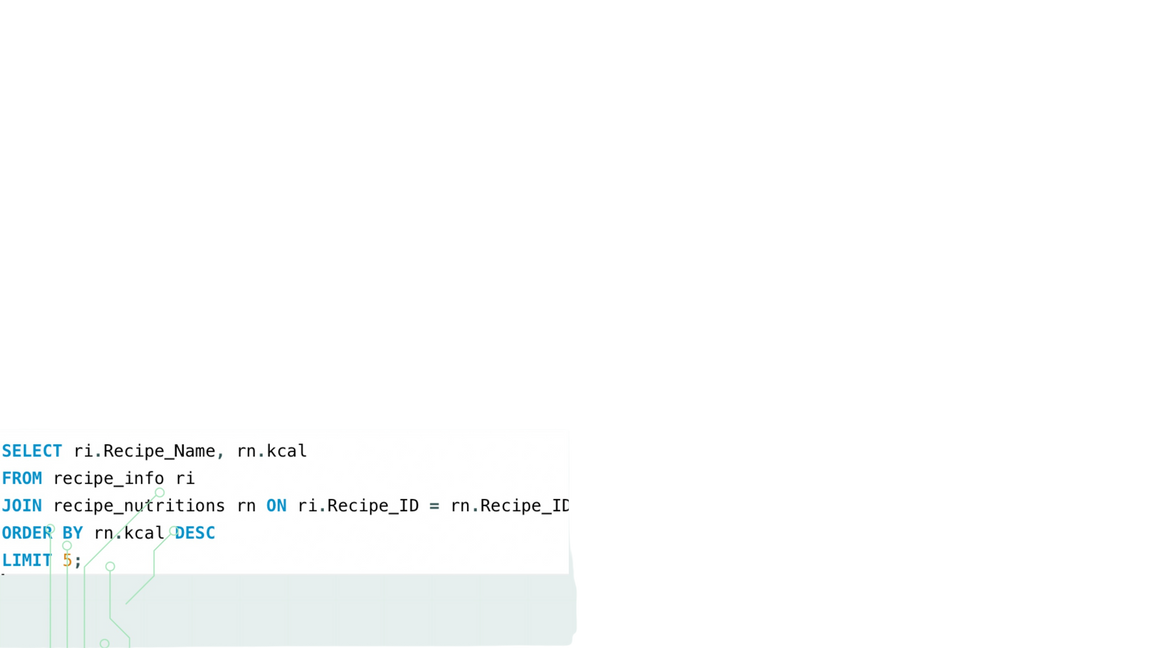 SELECT ri.Recipe_Name, rn.kcal
FROM recipe_info ri
JOIN recipe_nutritions rn ON ri.Recipe_ID = rn.Recipe_ID
ORDER BY rn.kcal DESC
LIMIT 5;